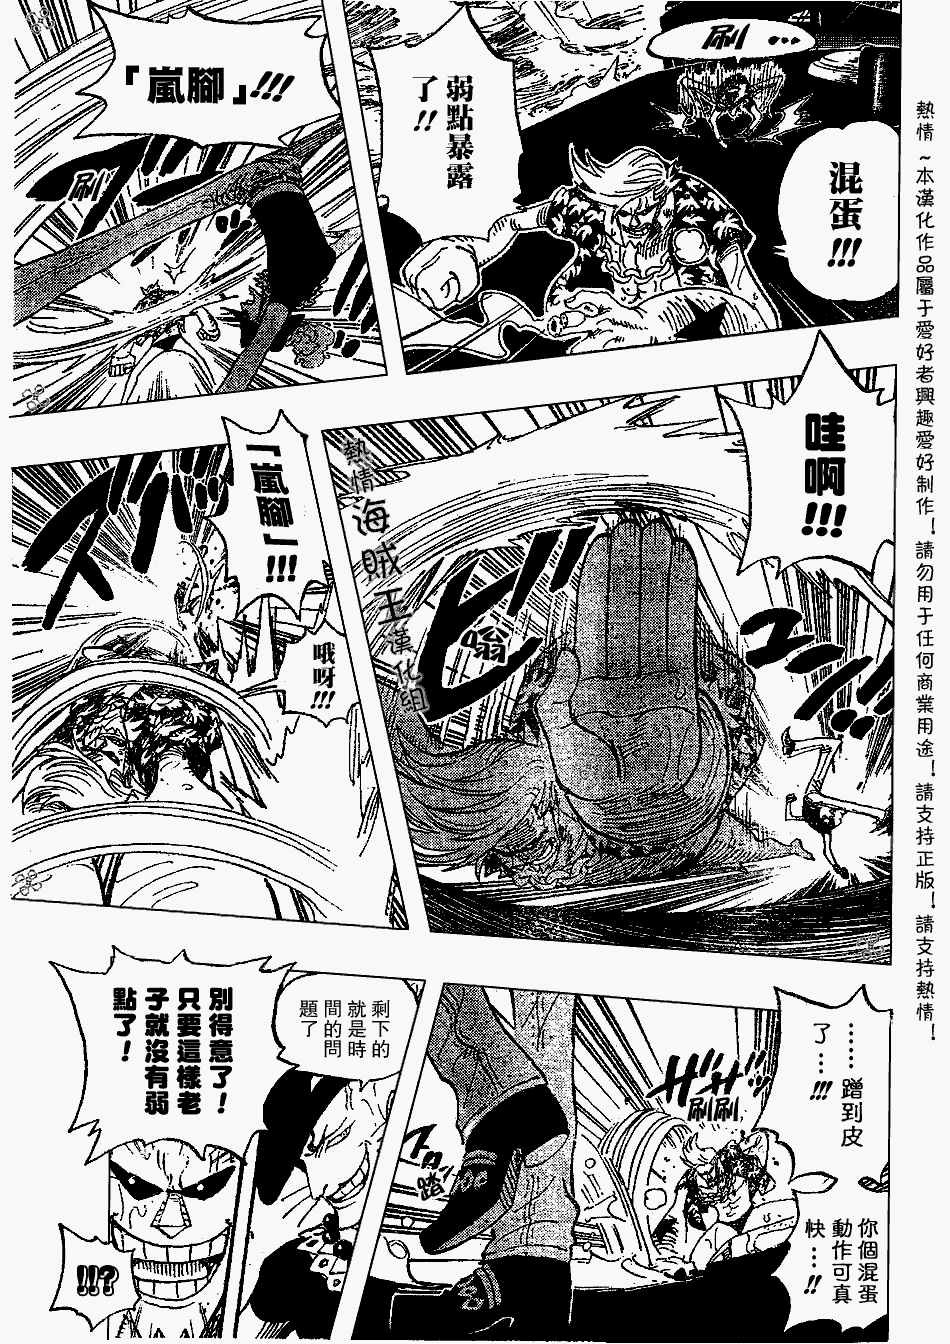 刷…
混蛋!!!
弱點暴露
了!!
「嵐腳」!!!
刷
哇啊!!!
ビ
嗡
熱情海賊王漢化組
「嵐腳」!!!
哦呀!!!
……蹭到皮
了…!!!
刷刷
你個混蛋
動作可真
快…!!
踏
剩下的
就是時
間的問
題了
別得意了!
只要這樣老
子就沒有弱
點了!
!!?
熱情~本漢化作品屬于愛好者興趣愛好制作!請勿用于任何商業用途!請支持正版!請支持熱情!